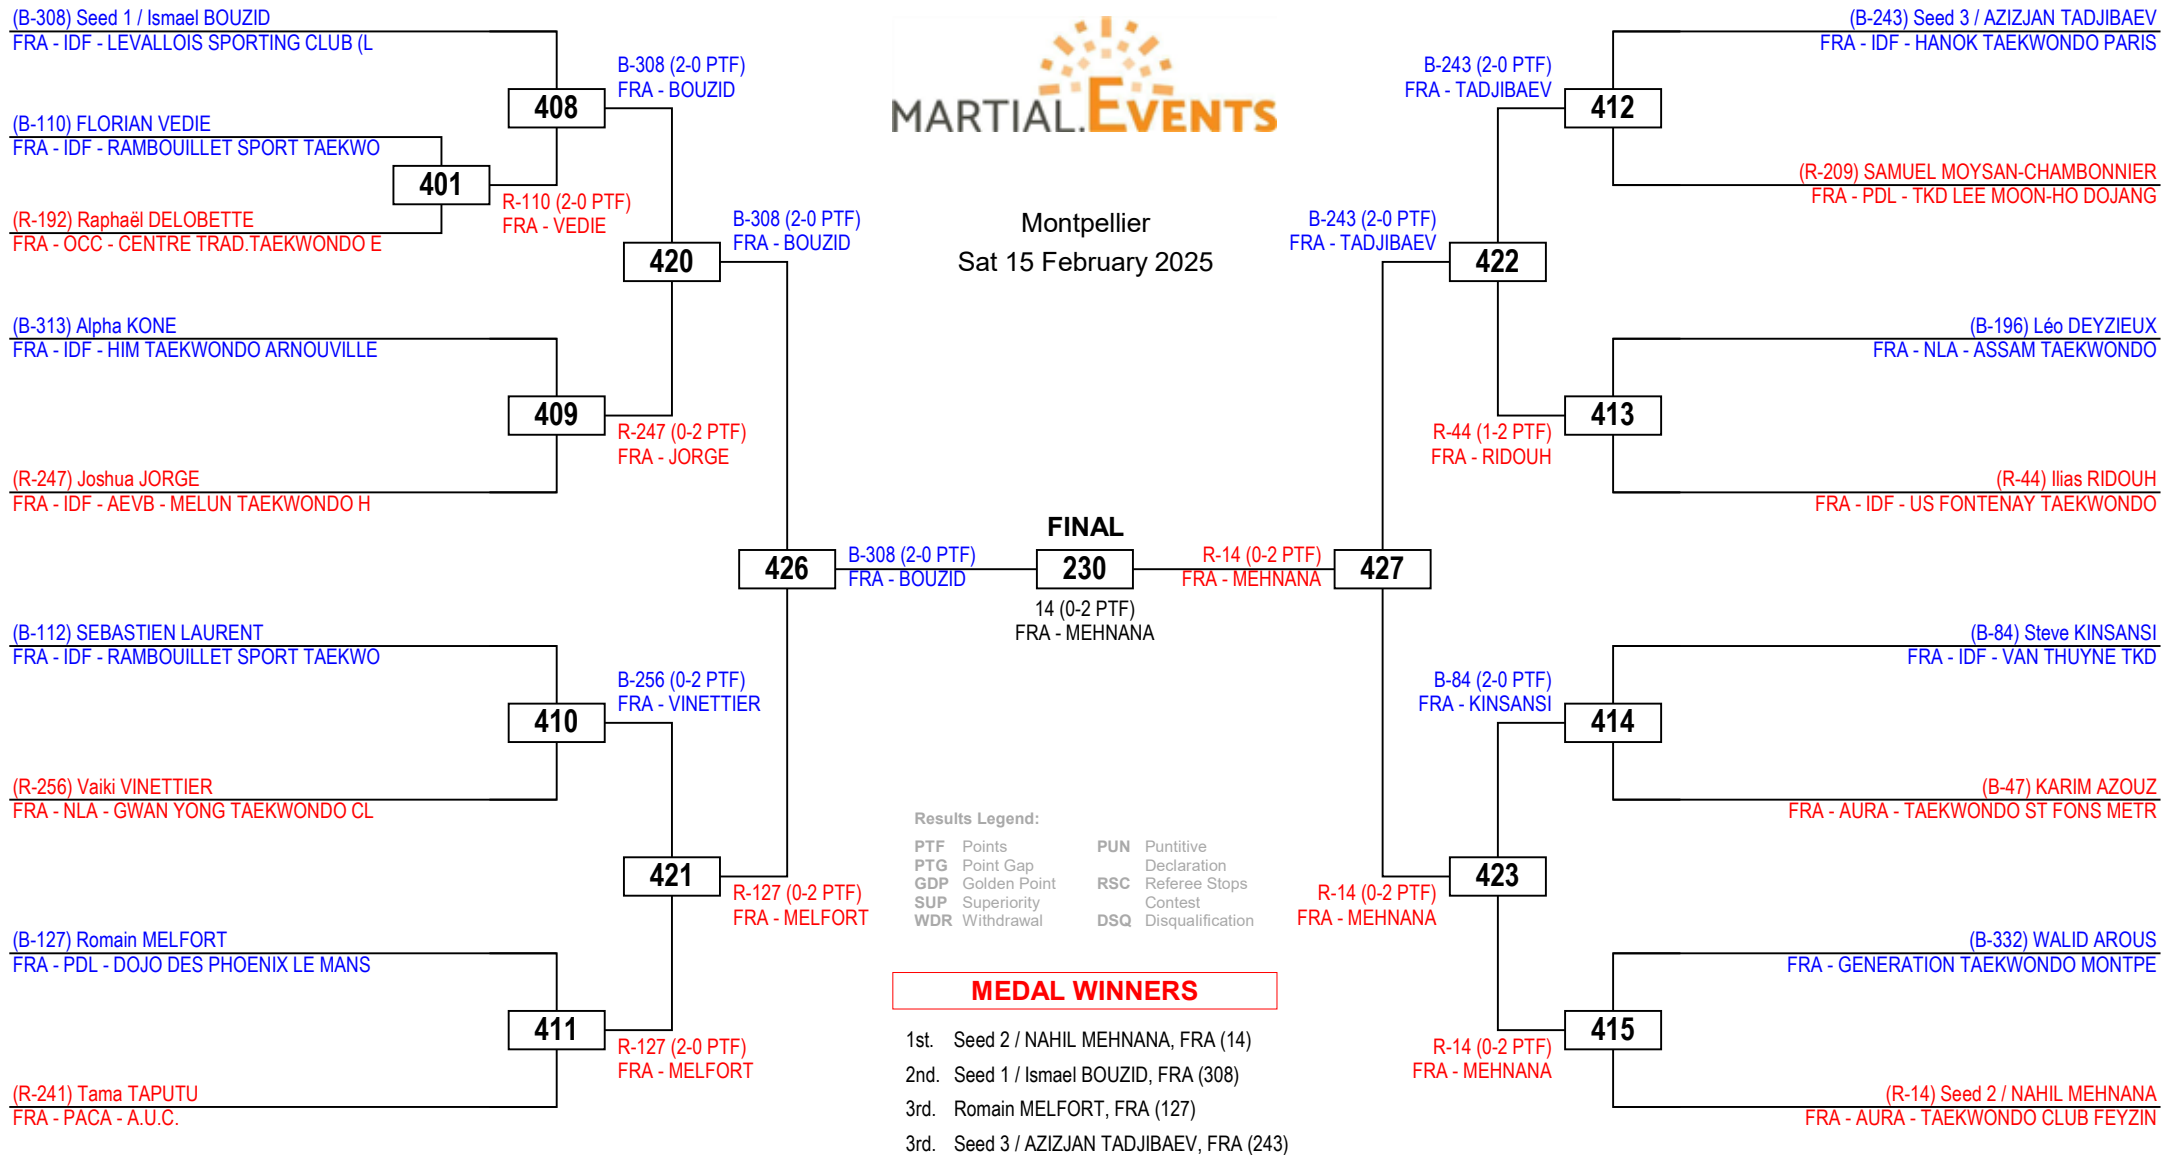 (B-308) Seed 1 / Ismael BOUZID
FRA - IDF - LEVALLOIS SPORTING CLUB (L
(B-110) FLORIAN VEDIE
FRA - IDF - RAMBOUILLET SPORT TAEKWO
401
(R-192) Raphaël DELOBETTE
FRA - OCC - CENTRE TRAD.TAEKWONDO E
(B-313) Alpha KONE
FRA - IDF - HIM TAEKWONDO ARNOUVILLE
(R-247) Joshua JORGE
FRA - IDF - AEVB - MELUN TAEKWONDO H
(B-112) SEBASTIEN LAURENT
FRA - IDF - RAMBOUILLET SPORT TAEKWO
(R-256) Vaiki VINETTIER
FRA - NLA - GWAN YONG TAEKWONDO CL
(B-127) Romain MELFORT
FRA - PDL - DOJO DES PHOENIX LE MANS
(R-241) Tama TAPUTU
FRA - PACA - A.U.C.
408
R-110 (2-0 PTF)
FRA - VEDIE
409
410
411
B-308 (2-0 PTF)
FRA - BOUZID
420
R-247 (0-2 PTF)
FRA - JORGE
B-256 (0-2 PTF)
FRA - VINETTIER
421
R-127 (2-0 PTF)
FRA - MELFORT
B-308 (2-0 PTF)
FRA - BOUZID
426
R-127 (0-2 PTF)
FRA - MELFORT
B-308 (2-0 PTF)
FRA - BOUZID
MARTIAL.EVENTS
Montpellier
Sat 15 February 2025
FINAL
230
14 (0-2 PTF)
FRA - MEHNANA
Results Legend:
PTF Points
PTG Point Gap
GDP Golden Point
SUP Superiority
WDR Withdrawal
PUN Puntitive
Declaration
RSC Referee Stops
Contest
DSQ Disqualification
MEDAL WINNERS
1st. Seed 2 / NAHIL MEHNANA, FRA (14)
2nd. Seed 1 / Ismael BOUZID, FRA (308)
3rd. Romain MELFORT, FRA (127)
3rd. Seed 3 / AZIZJAN TADJIBAEV, FRA (243)
R-14 (0-2 PTF)
FRA - MEHNANA
427
B-243 (2-0 PTF)
FRA - TADJIBAEV
R-14 (0-2 PTF)
FRA - MEHNANA
B-243 (2-0 PTF)
FRA - TADJIBAEV
422
R-44 (1-2 PTF)
FRA - RIDOUH
B-84 (2-0 PTF)
FRA - KINSANSI
423
R-14 (0-2 PTF)
FRA - MEHNANA
412
413
414
415
(B-243) Seed 3 / AZIZJAN TADJIBAEV
FRA - IDF - HANOK TAEKWONDO PARIS
(R-209) SAMUEL MOYSAN-CHAMBONNIER
FRA - PDL - TKD LEE MOON-HO DOJANG
(B-196) Léo DEYZIEUX
FRA - NLA - ASSAM TAEKWONDO
(R-44) Ilias RIDOUH
FRA - IDF - US FONTENAY TAEKWONDO
(B-84) Steve KINSANSI
FRA - IDF - VAN THUYNE TKD
(B-47) KARIM AZOUZ
FRA - AURA - TAEKWONDO ST FONS METR
(B-332) WALID AROUS
FRA - GENERATION TAEKWONDO MONTPE
(R-14) Seed 2 / NAHIL MEHNANA
FRA - AURA - TAEKWONDO CLUB FEYZIN